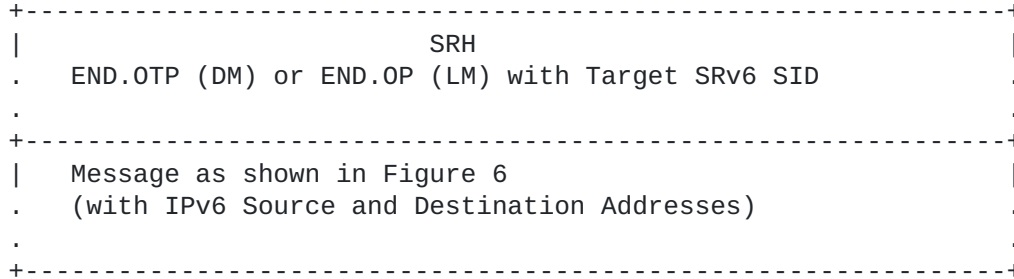 SRH
END.OTP (DM) or END.OP (LM) with Target SRv6 SID
Message as shown in Figure 6
(with IPv6 Source and Destination Addresses)